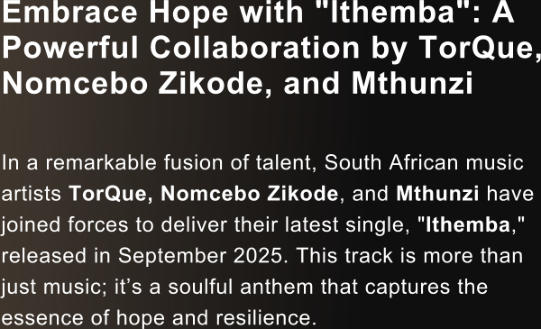 Embrace Hope with "Ithemba": A
Powerful Collaboration by TorQue,
Nomcebo Zikode, and Mthunzi
In a remarkable fusion of talent, South African music
artists TorQue, Nomcebo Zikode, and Mthunzi have
joined forces to deliver their latest single, "Ithemba,"
released in September 2025. This track is more than
just music; it’s a soulful anthem that captures the
essence of hope and resilience.